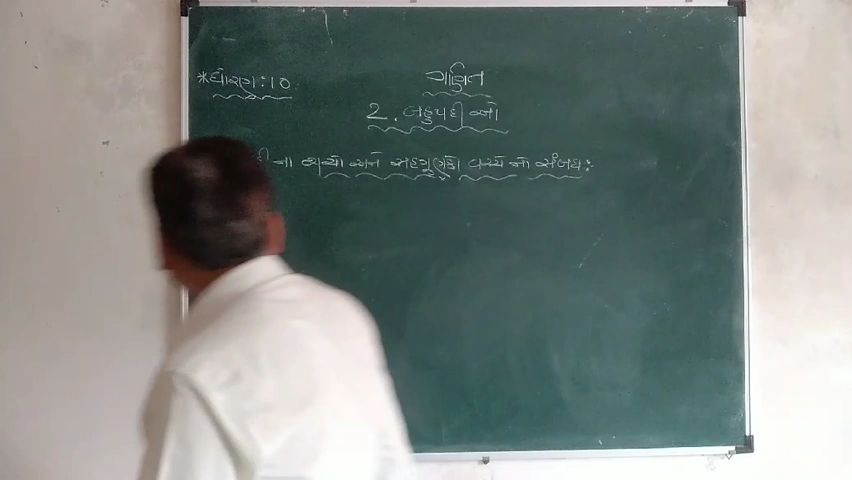 *ધોરણ:10
ગણિત
2. બહુપદીઓ
ના શૂન્યો અને સહગુણકો વચ્ચે નો સંબંધ: